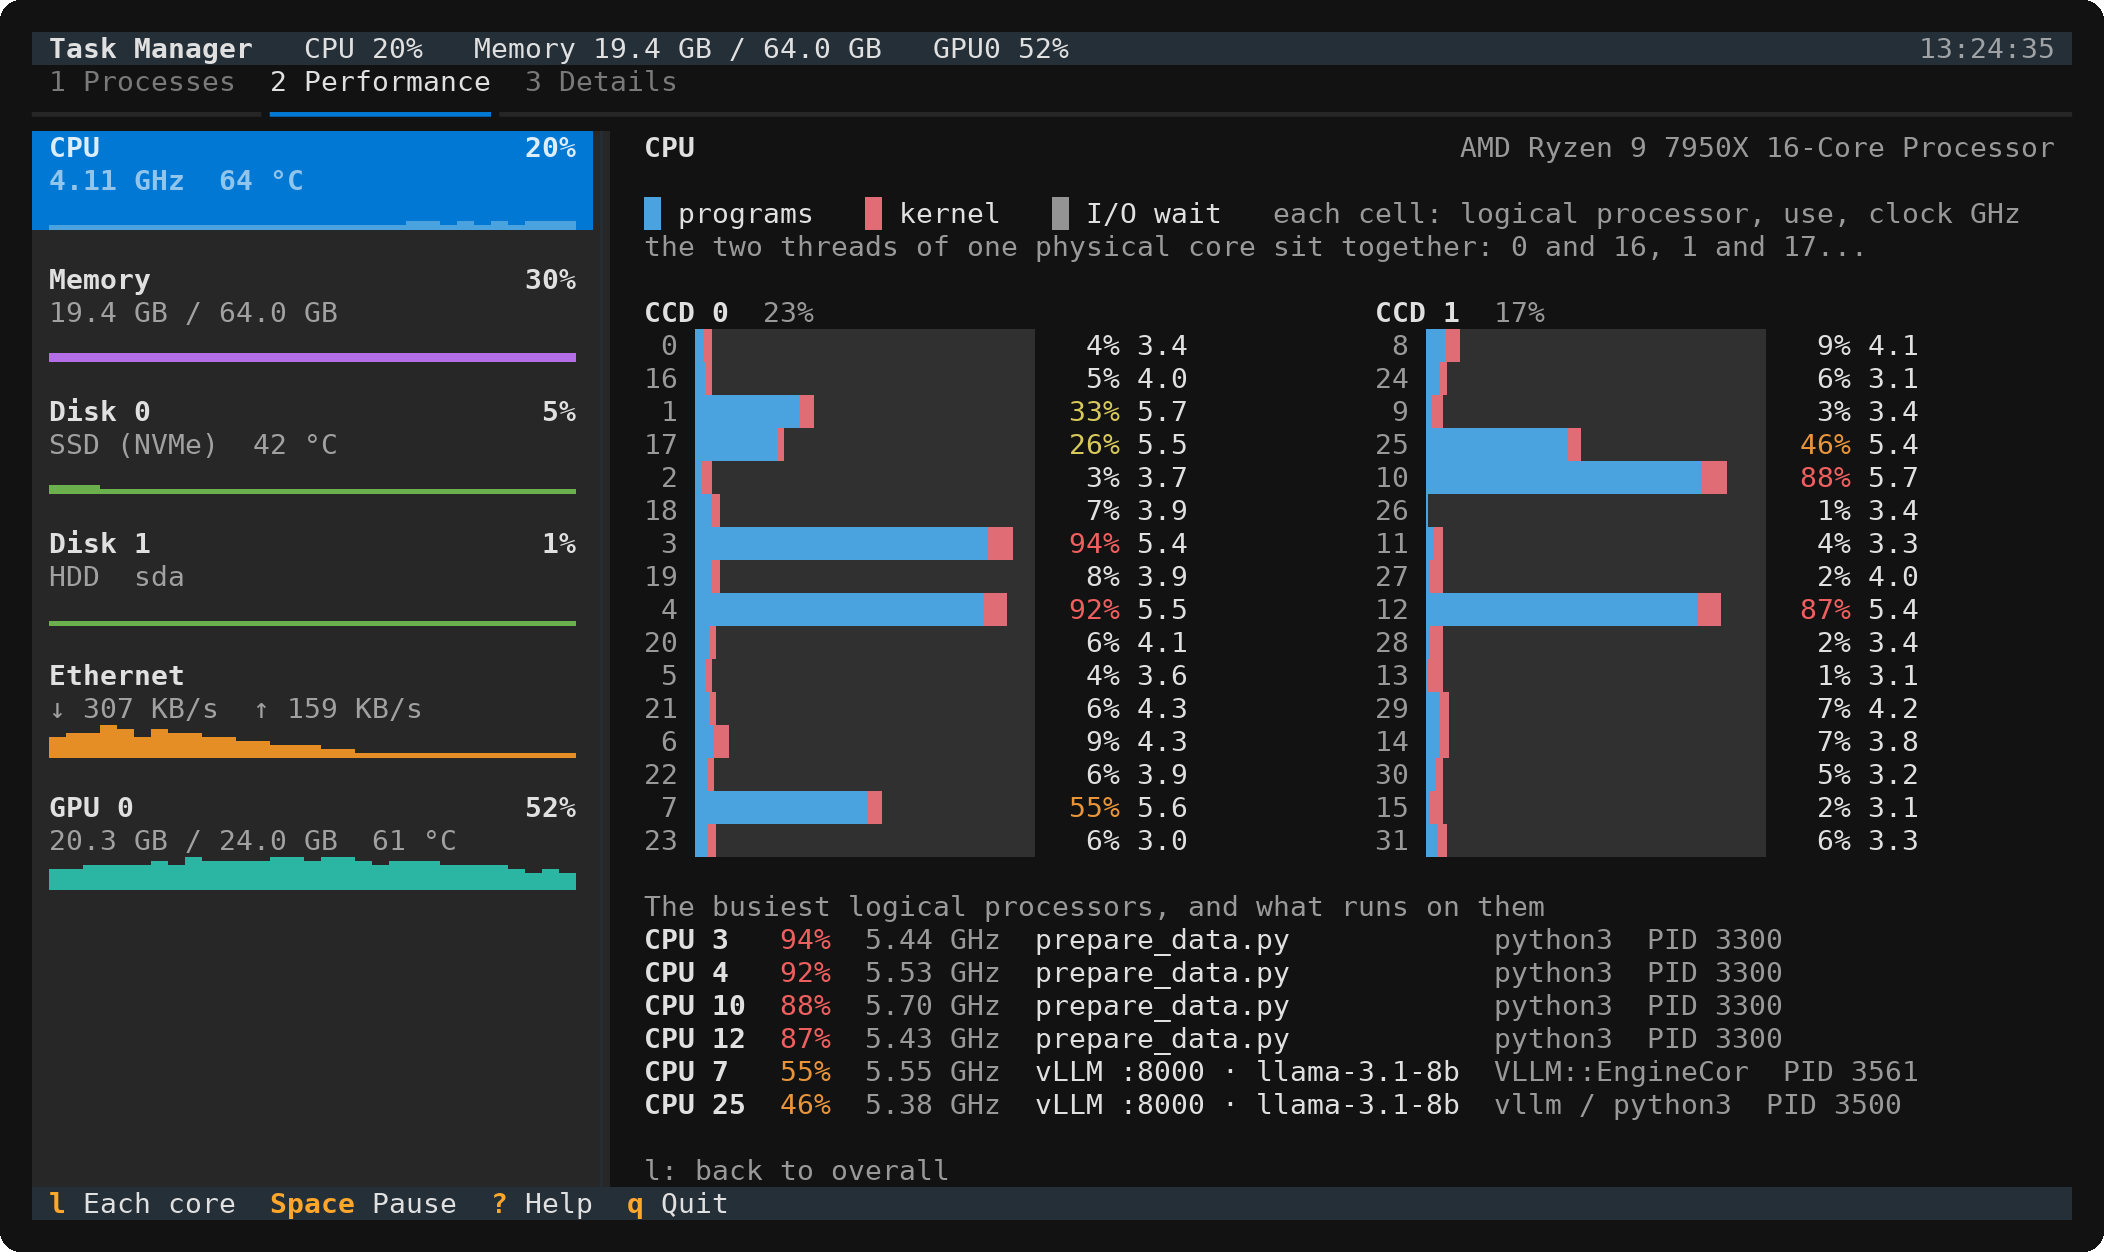 Task Manager   CPU 20%   Memory 19.4 GB / 64.0 GB   GPU0 52%   13:24:35
1 Processes  2 Performance  3 Details
CPU 20%
4.11 GHz  64 °C
Memory 30%
19.4 GB / 64.0 GB
Disk 0 5%
SSD (NVMe)  42 °C
Disk 1 1%
HDD  sda
Ethernet
↓ 307 KB/s  ↑ 159 KB/s
GPU 0 52%
20.3 GB / 24.0 GB  61 °C
CPU   AMD Ryzen 9 7950X 16-Core Processor
programs   kernel   I/O wait   each cell: logical processor, use, clock GHz
the two threads of one physical core sit together: 0 and 16, 1 and 17...
CCD 0  23%
0 4% 3.4
16 5% 4.0
1 33% 5.7
17 26% 5.5
2 3% 3.7
18 7% 3.9
3 94% 5.4
19 8% 3.9
4 92% 5.5
20 6% 4.1
5 4% 3.6
21 6% 4.3
6 9% 4.3
22 6% 3.9
7 55% 5.6
23 6% 3.0
CCD 1  17%
8 9% 4.1
24 6% 3.1
9 3% 3.4
25 46% 5.4
10 88% 5.7
26 1% 3.4
11 4% 3.3
27 2% 4.0
12 87% 5.4
28 2% 3.4
13 1% 3.1
29 7% 4.2
14 7% 3.8
30 5% 3.2
15 2% 3.1
31 6% 3.3
The busiest logical processors, and what runs on them
CPU 3   94%  5.44 GHz  prepare_data.py  python3  PID 3300
CPU 4   92%  5.53 GHz  prepare_data.py  python3  PID 3300
CPU 10  88%  5.70 GHz  prepare_data.py  python3  PID 3300
CPU 12  87%  5.43 GHz  prepare_data.py  python3  PID 3300
CPU 7   55%  5.55 GHz  vLLM :8000 · llama-3.1-8b  VLLM::EngineCor  PID 3561
CPU 25  46%  5.38 GHz  vLLM :8000 · llama-3.1-8b  vllm / python3  PID 3500
l: back to overall
l Each core  Space Pause  ? Help  q Quit